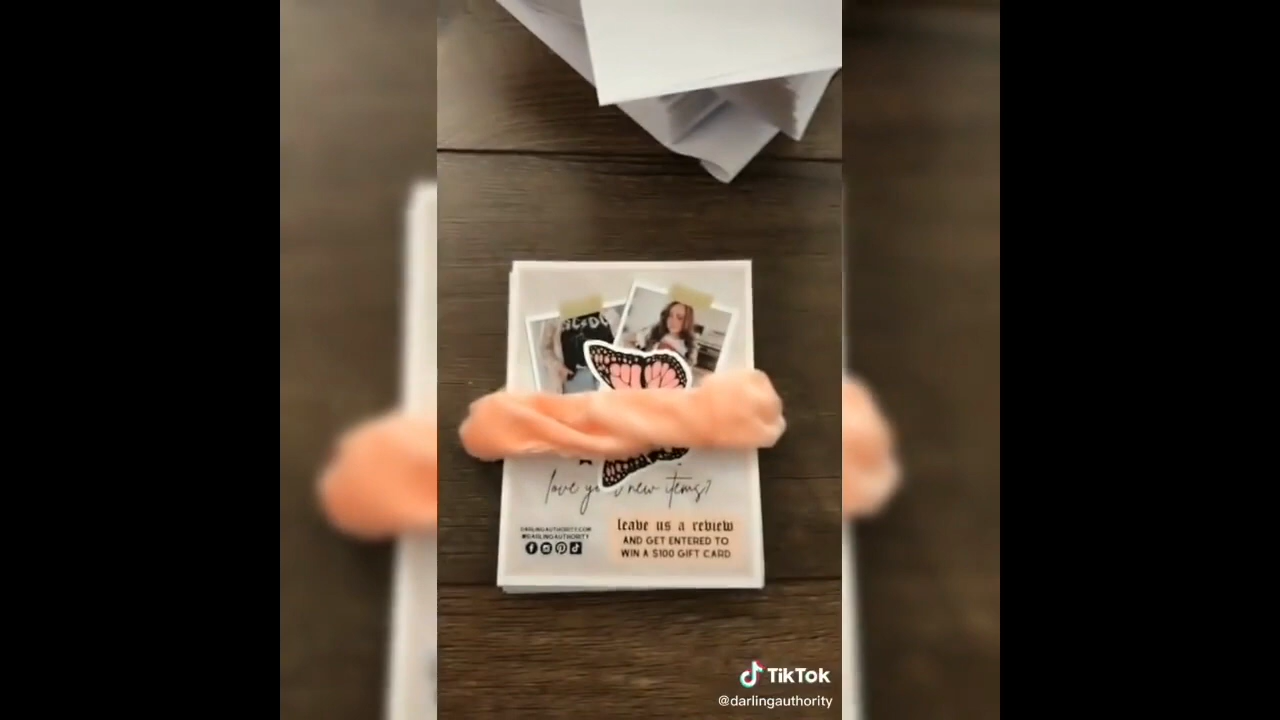 AC DC
love your new items?
DARLINGAUTHORITY.COM
@DARLINGAUTHORITY
leave us a review
AND GET ENTERED TO
WIN A $100 GIFT CARD
TikTok
@darlingauthority